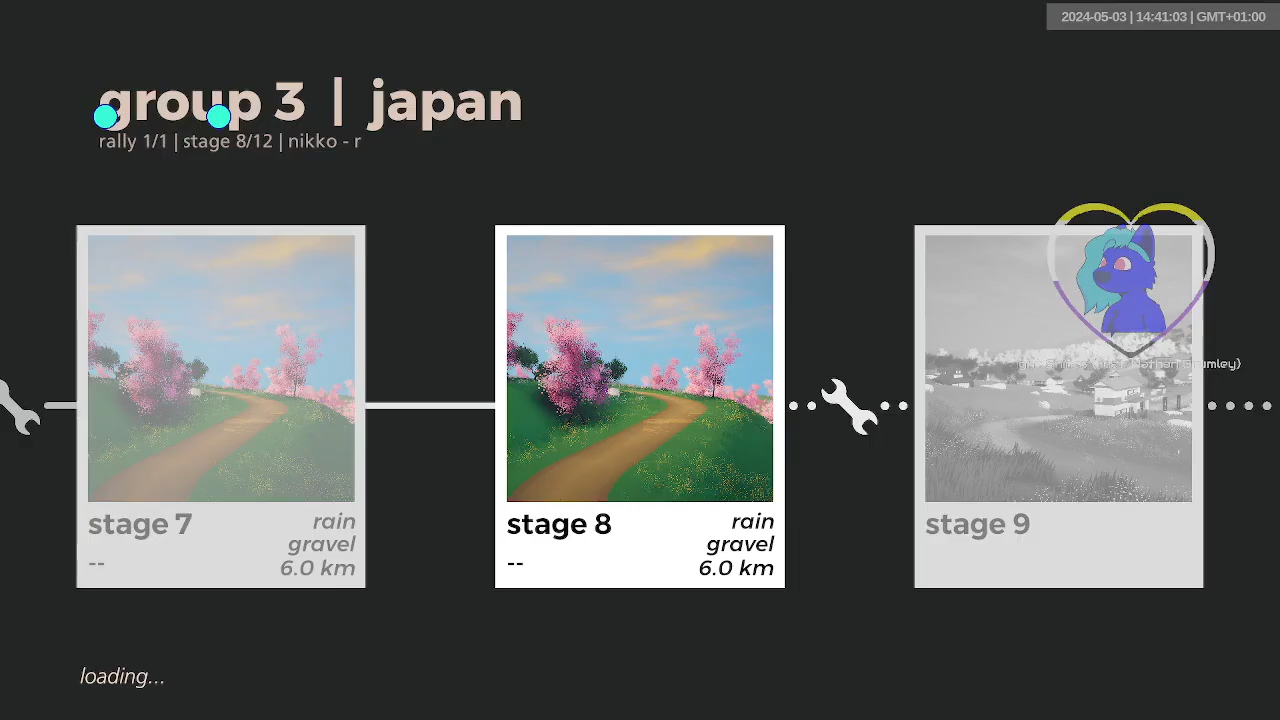 2024-05-03 | 14:41:03 | GMT+01:00
group 3 | japan
rally 1/1 | stage 8/12 | nikko - r
stage 7
rain
gravel
--
6.0 km
stage 8
rain
gravel
--
6.0 km
stage 9
loading...